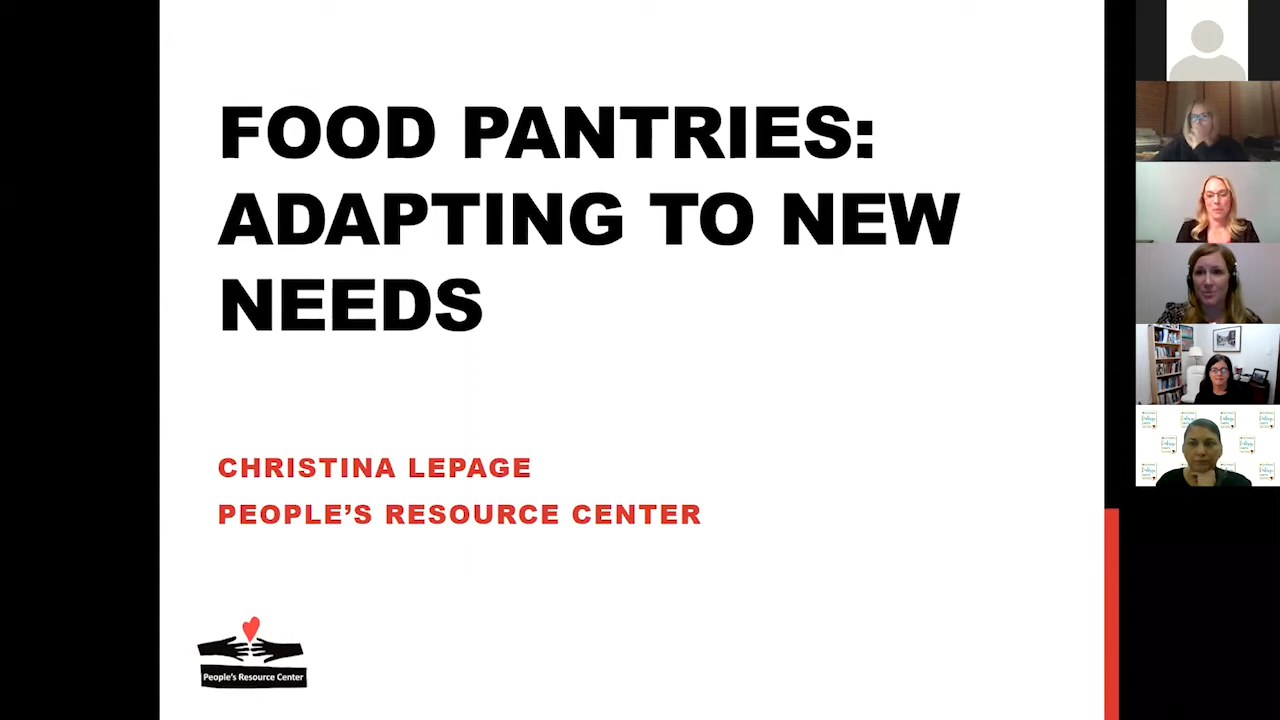 FOOD PANTRIES:
ADAPTING TO NEW
NEEDS
CHRISTINA LEPAGE
PEOPLE'S RESOURCE CENTER
People's Resource Center